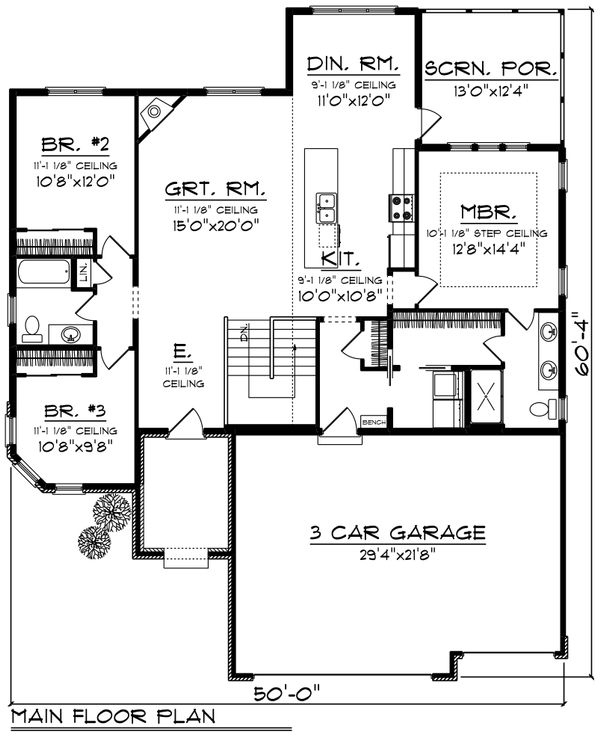 DIN. RM.
9'-1 1/8" CEILING
11'0"x12'0"
SCRN. POR.
13'0"x12'4"
BR. #2
11'-1 1/8" CEILING
10'8"x12'0"
GRT. RM.
11'-1 1/8" CEILING
15'0"x20'0"
MBR.
10'-1 1/8" STEP CEILING
12'8"x14'4"
KIT.
9'-1 1/8" CEILING
10'0"x10'8"
LIN.
DN.
E.
11'-1 1/8"
CEILING
60'-4"
BR. #3
11'-1 1/8" CEILING
10'8"x9'8"
BENCH
3 CAR GARAGE
29'4"x21'8"
50'-0"
MAIN FLOOR PLAN